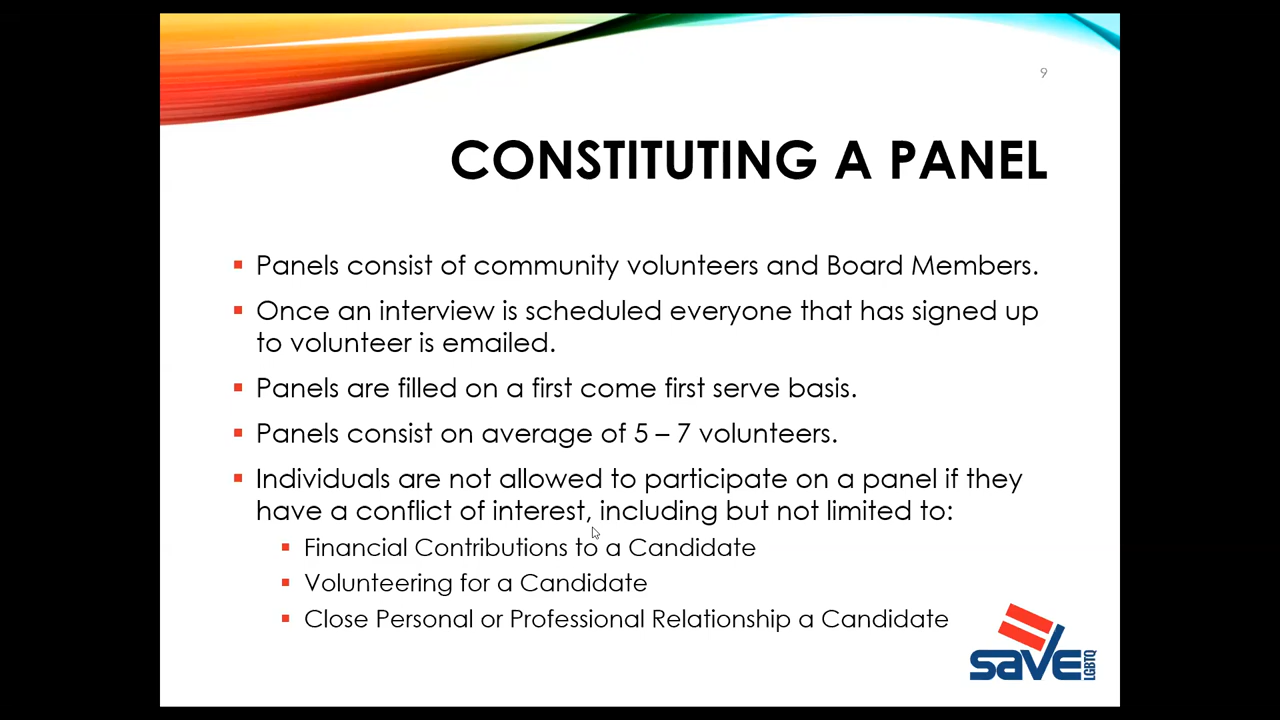 9
CONSTITUTING A PANEL
Panels consist of community volunteers and Board Members.
Once an interview is scheduled everyone that has signed up
to volunteer is emailed.
Panels are filled on a first come first serve basis.
Panels consist on average of 5 – 7 volunteers.
Individuals are not allowed to participate on a panel if they
have a conflict of interest, including but not limited to:
Financial Contributions to a Candidate
Volunteering for a Candidate
Close Personal or Professional Relationship a Candidate
save
LGBTQ